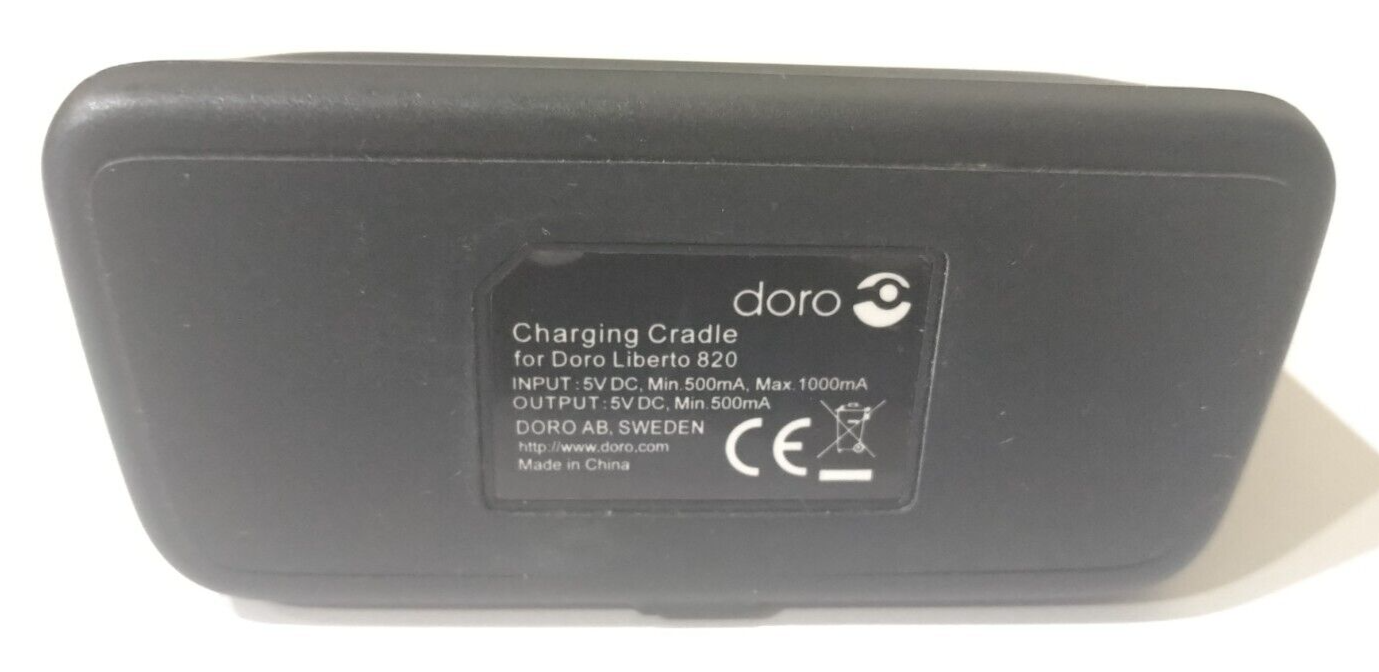 doro
Charging Cradle
for Doro Liberto 820
INPUT : 5V DC, Min. 500mA, Max. 1000mA
OUTPUT : 5V DC, Min. 500mA
DORO AB, SWEDEN
http://www.doro.com
Made in China
CE